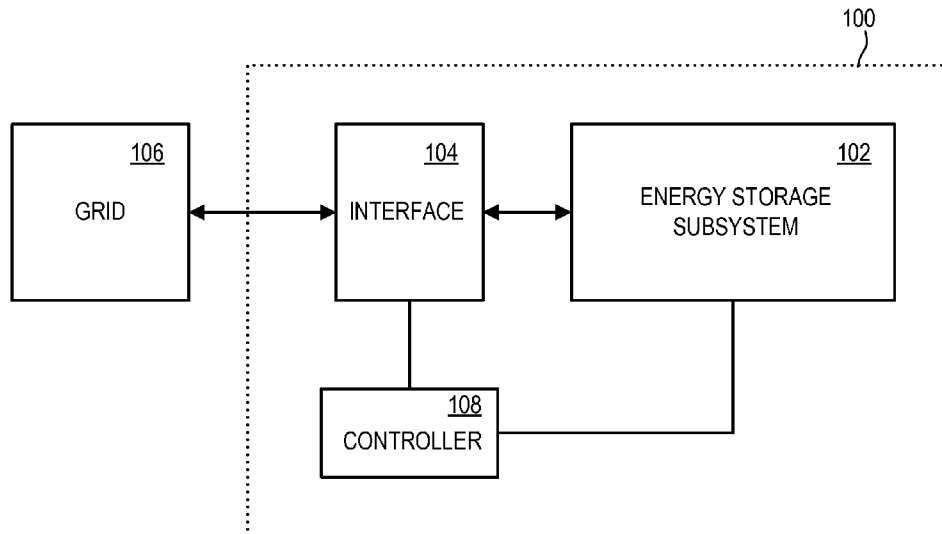 100
106
GRID
104
INTERFACE
102
ENERGY STORAGE
SUBSYSTEM
108
CONTROLLER